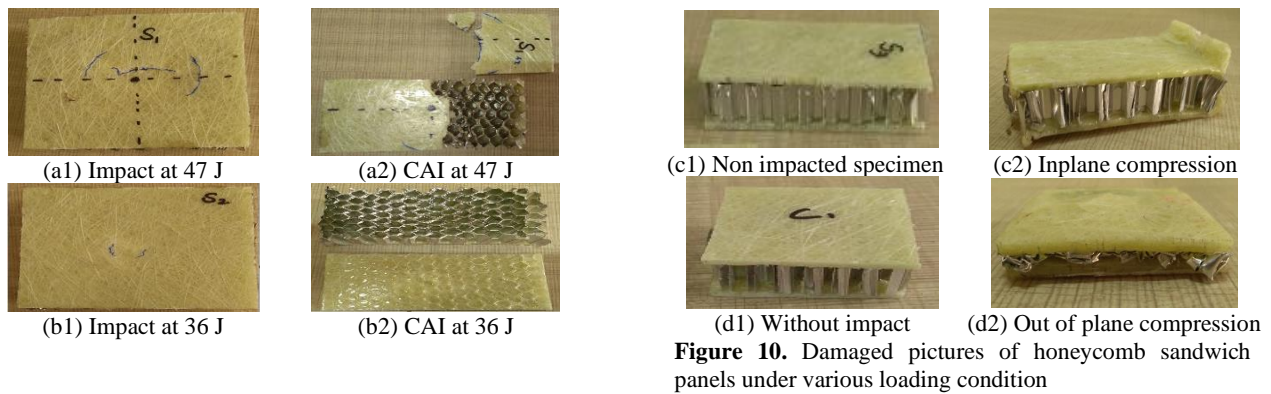 S1
(a1) Impact at 47 J
S
(a2) CAI at 47 J
S2
(b1) Impact at 36 J
(b2) CAI at 36 J
(c1) Non impacted specimen
(c2) Inplane compression
(d1) Without impact
(d2) Out of plane compression
Figure 10. Damaged pictures of honeycomb sandwich
panels under various loading condition